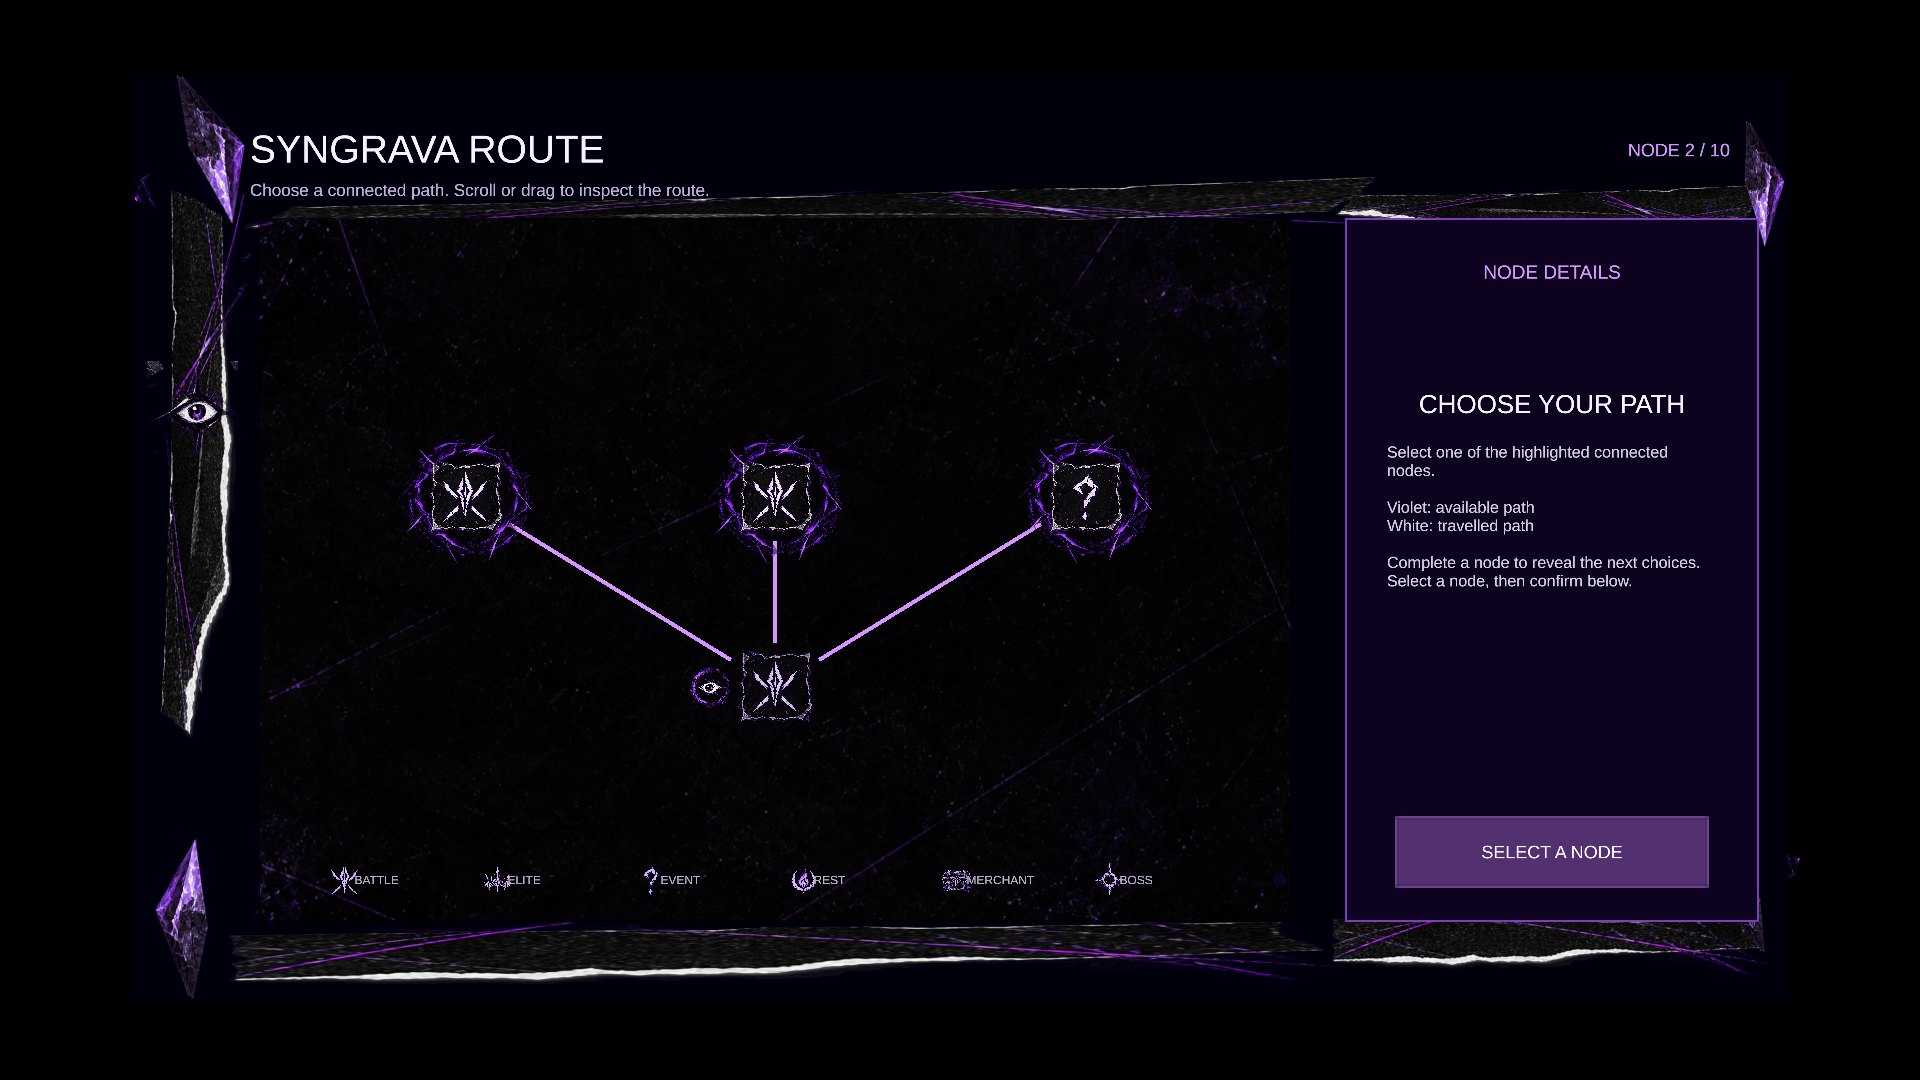 SYNGRAVA ROUTE
NODE 2 / 10
Choose a connected path. Scroll or drag to inspect the route.
NODE DETAILS
CHOOSE YOUR PATH
Select one of the highlighted connected
nodes.
Violet: available path
White: travelled path
Complete a node to reveal the next choices.
Select a node, then confirm below.
SELECT A NODE
BATTLE
ELITE
EVENT
REST
MERCHANT
BOSS